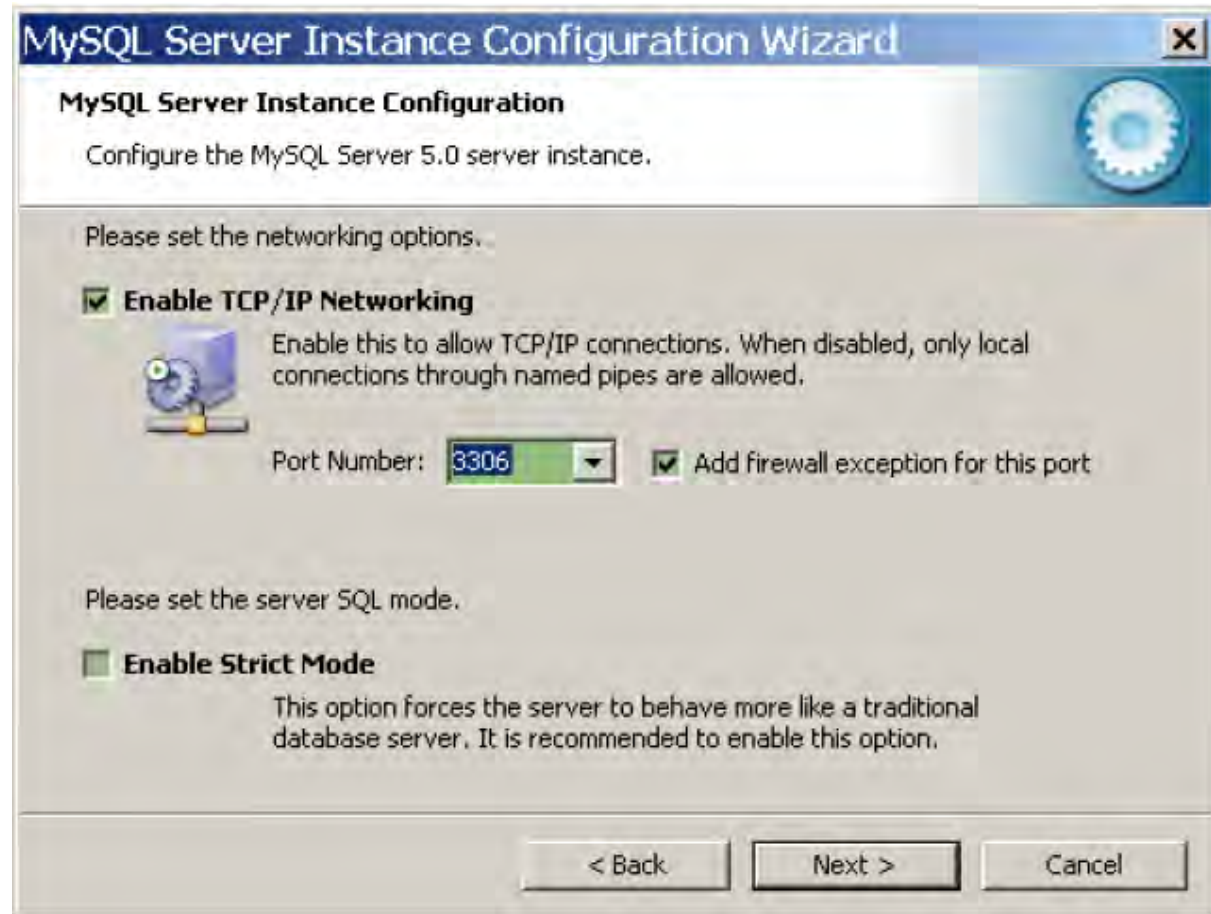 MySQL Server Instance Configuration Wizard
MySQL Server Instance Configuration
Configure the MySQL Server 5.0 server instance.
Please set the networking options.
Enable TCP/IP Networking
Enable this to allow TCP/IP connections. When disabled, only local
connections through named pipes are allowed.
Port Number: 3306 Add firewall exception for this port
Please set the server SQL mode.
Enable Strict Mode
This option forces the server to behave more like a traditional
database server. It is recommended to enable this option.
< Back Next > Cancel